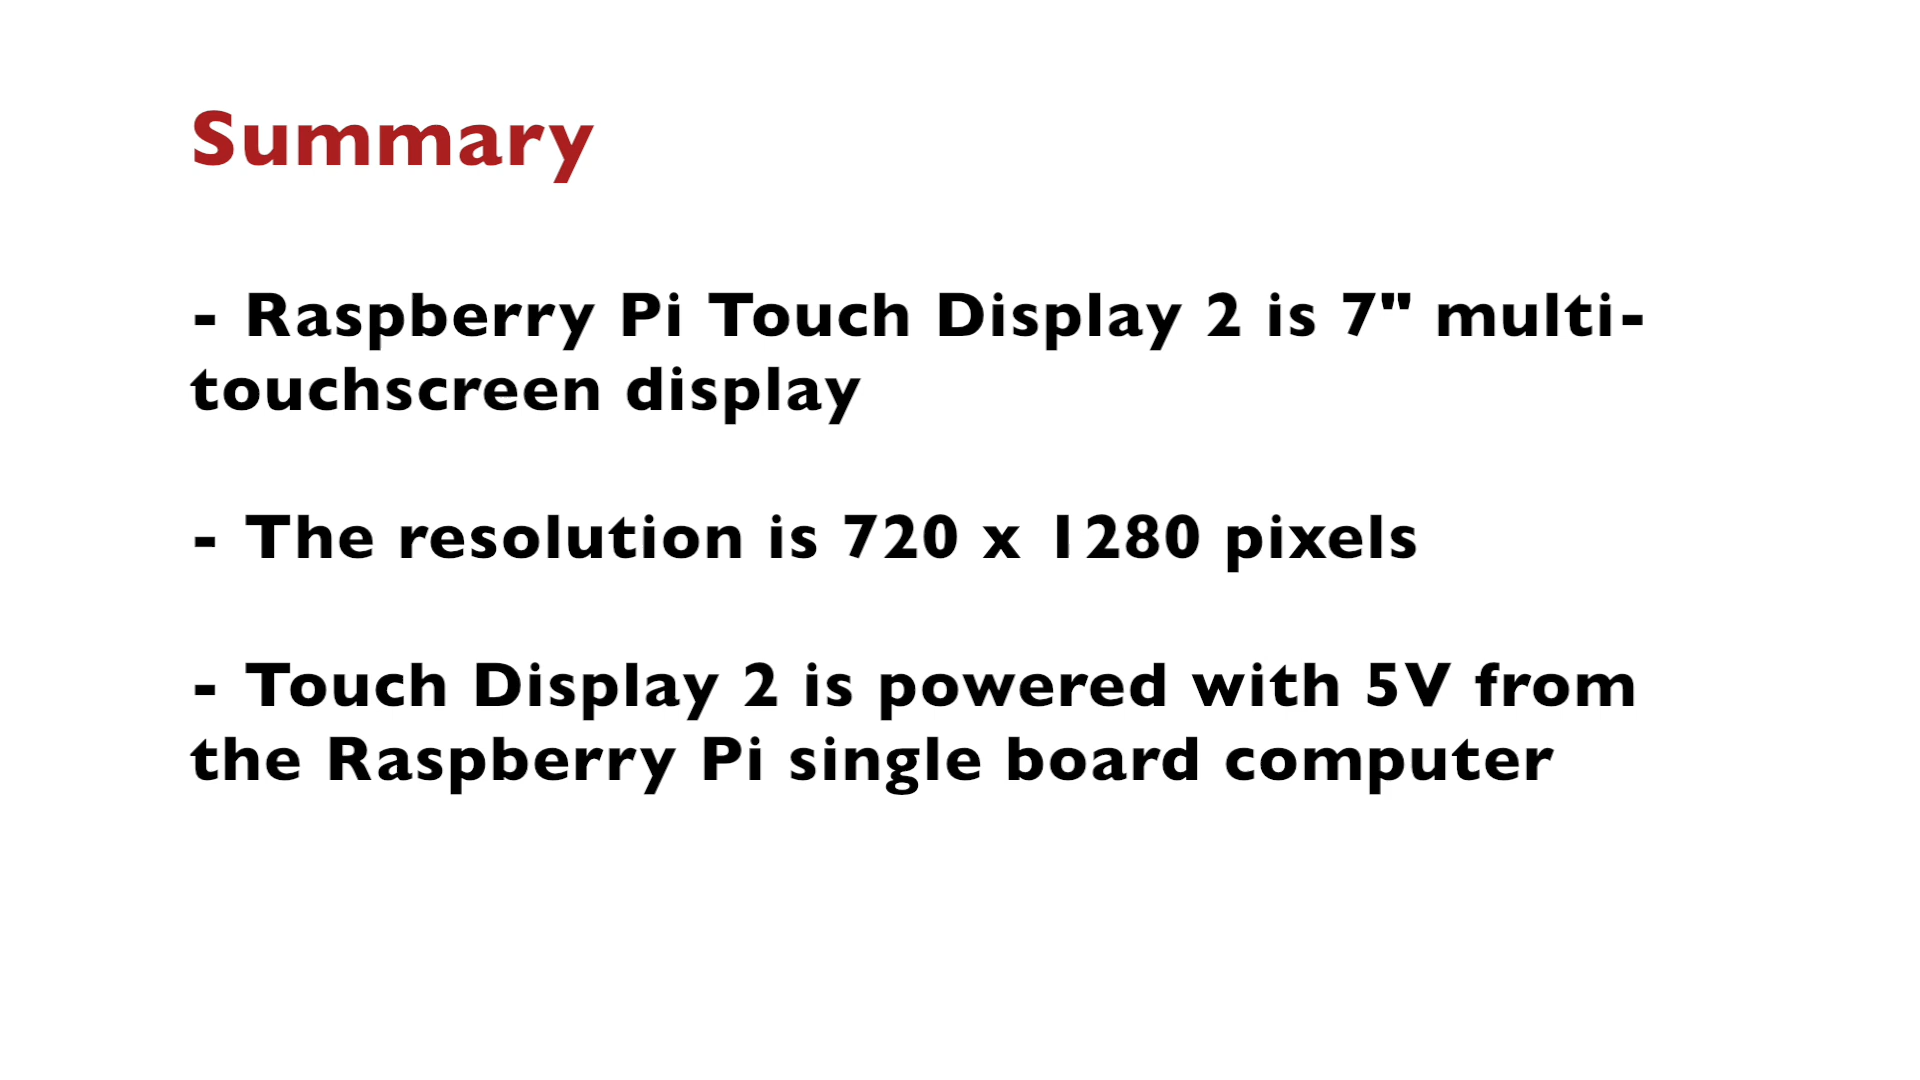 Summary
- Raspberry Pi Touch Display 2 is 7" multi-
touchscreen display
- The resolution is 720 x 1280 pixels
- Touch Display 2 is powered with 5V from
the Raspberry Pi single board computer